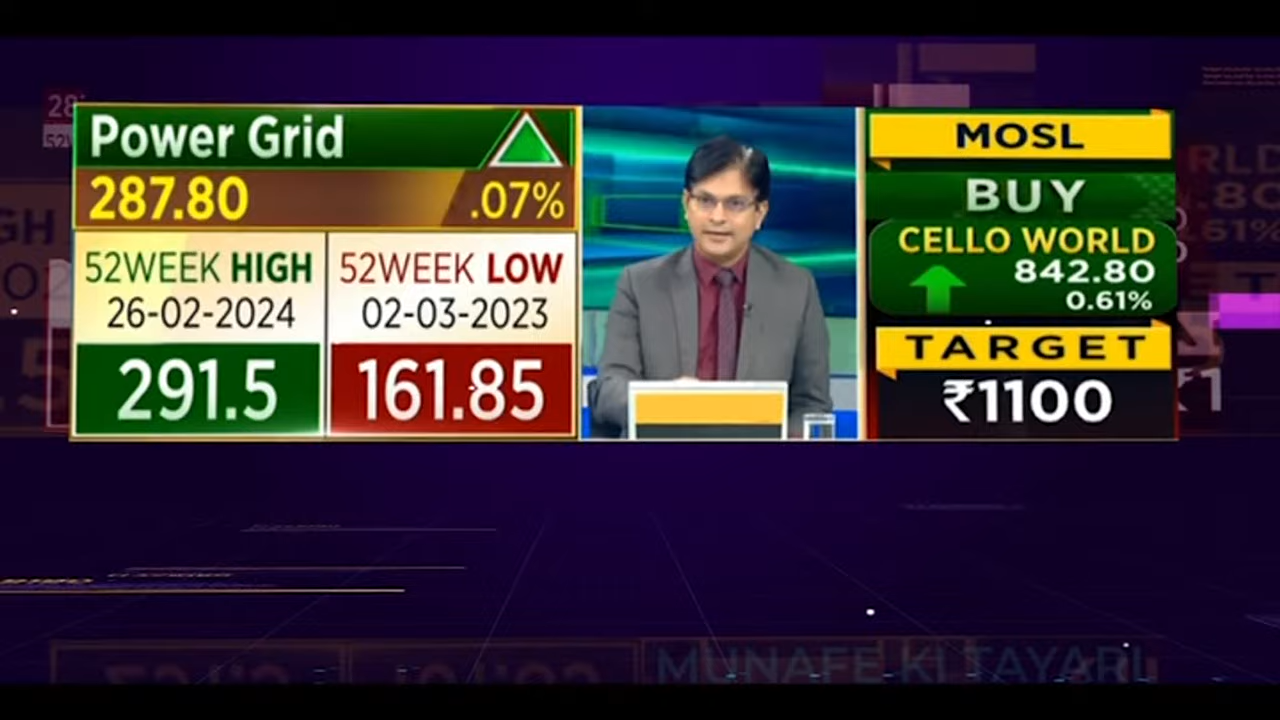 Power Grid
287.80 .07%
52WEEK HIGH
26-02-2024
291.5
52WEEK LOW
02-03-2023
161.85
MOSL
BUY
CELLO WORLD
842.80
0.61%
TARGET
₹1100
MUNAFE KI TAYARI